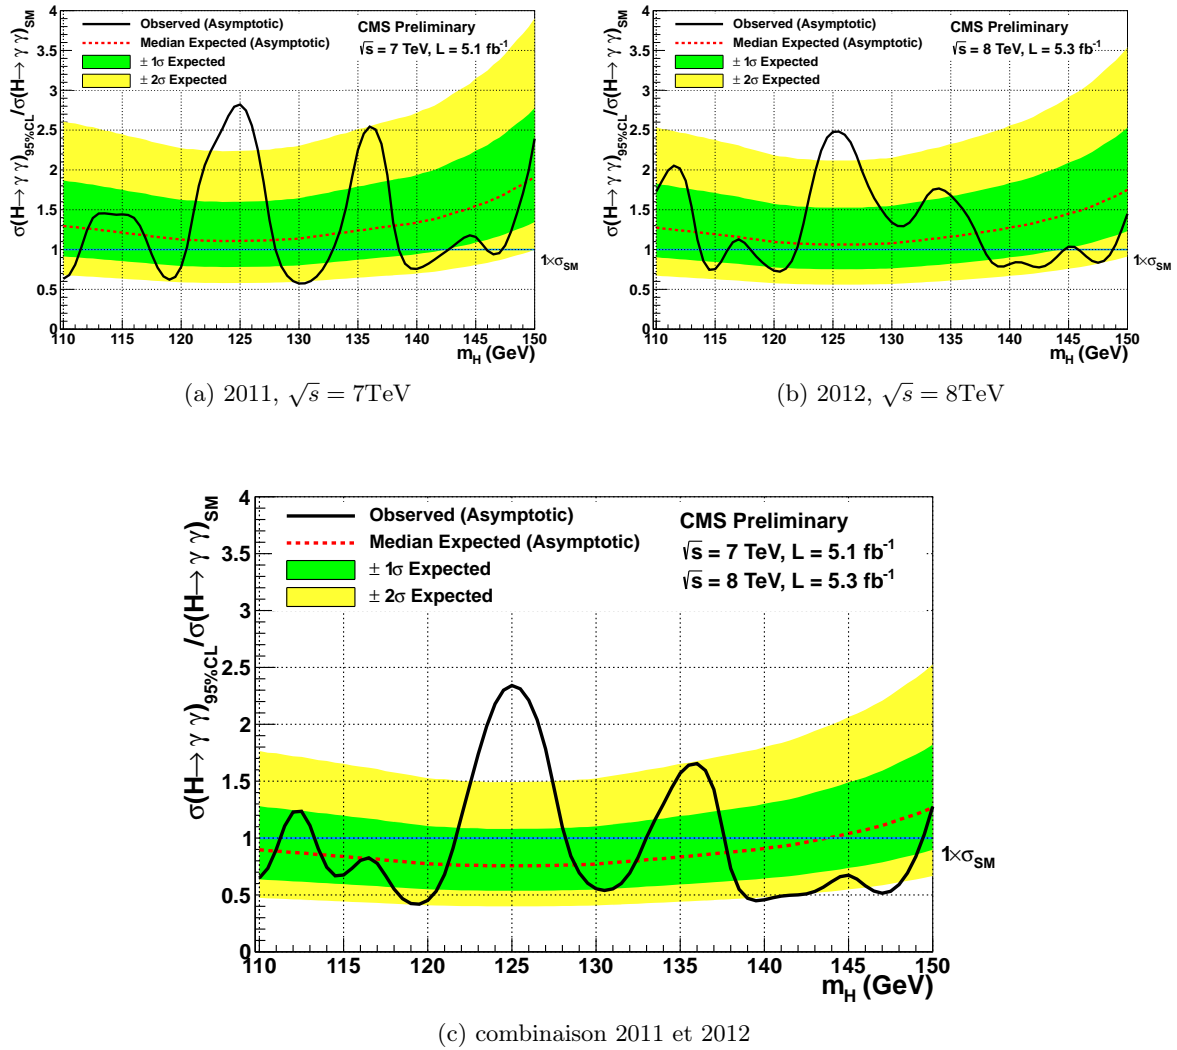 Observed (Asymptotic)
Median Expected (Asymptotic)
± 1σ Expected
± 2σ Expected
CMS Preliminary
√s = 7 TeV, L = 5.1 fb⁻¹
σ(H→ γ γ)95%CL/σ(H→ γ γ)SM
4
3.5
3
2.5
2
1.5
1
0.5
0
1×σSM
110 115 120 125 130 135 140 145 150
mH (GeV)
(a) 2011, √s = 7TeV
Observed (Asymptotic)
Median Expected (Asymptotic)
± 1σ Expected
± 2σ Expected
CMS Preliminary
√s = 8 TeV, L = 5.3 fb⁻¹
σ(H→ γ γ)95%CL/σ(H→ γ γ)SM
4
3.5
3
2.5
2
1.5
1
0.5
0
1×σSM
110 115 120 125 130 135 140 145 150
mH (GeV)
(b) 2012, √s = 8TeV
Observed (Asymptotic)
Median Expected (Asymptotic)
± 1σ Expected
± 2σ Expected
CMS Preliminary
√s = 7 TeV, L = 5.1 fb⁻¹
√s = 8 TeV, L = 5.3 fb⁻¹
σ(H→ γ γ)95%CL/σ(H→ γ γ)SM
4
3.5
3
2.5
2
1.5
1
0.5
0
1×σSM
110 115 120 125 130 135 140 145 150
mH (GeV)
(c) combinaison 2011 et 2012